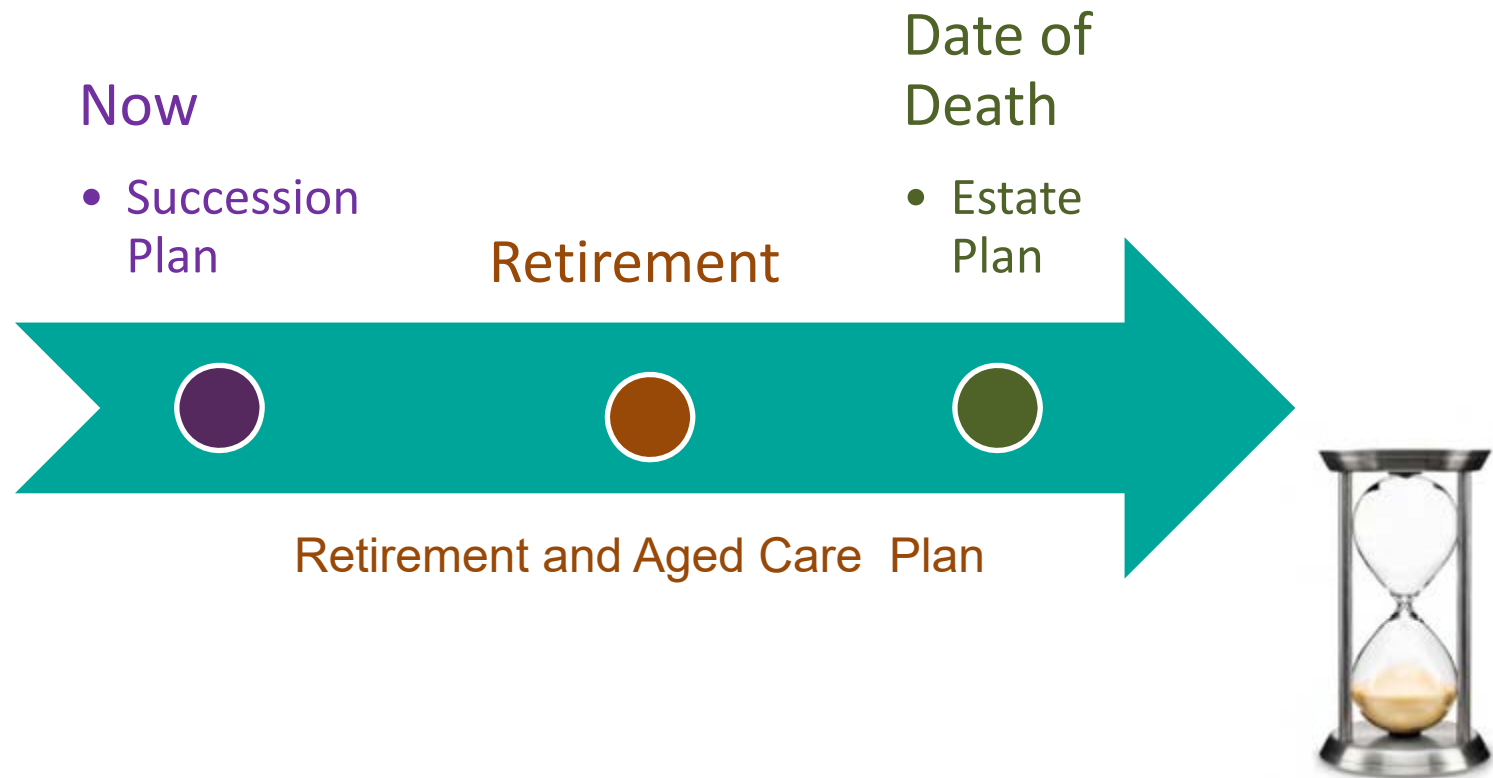 Now
• Succession
Plan
Retirement
Date of
Death
• Estate
Plan
Retirement and Aged Care Plan